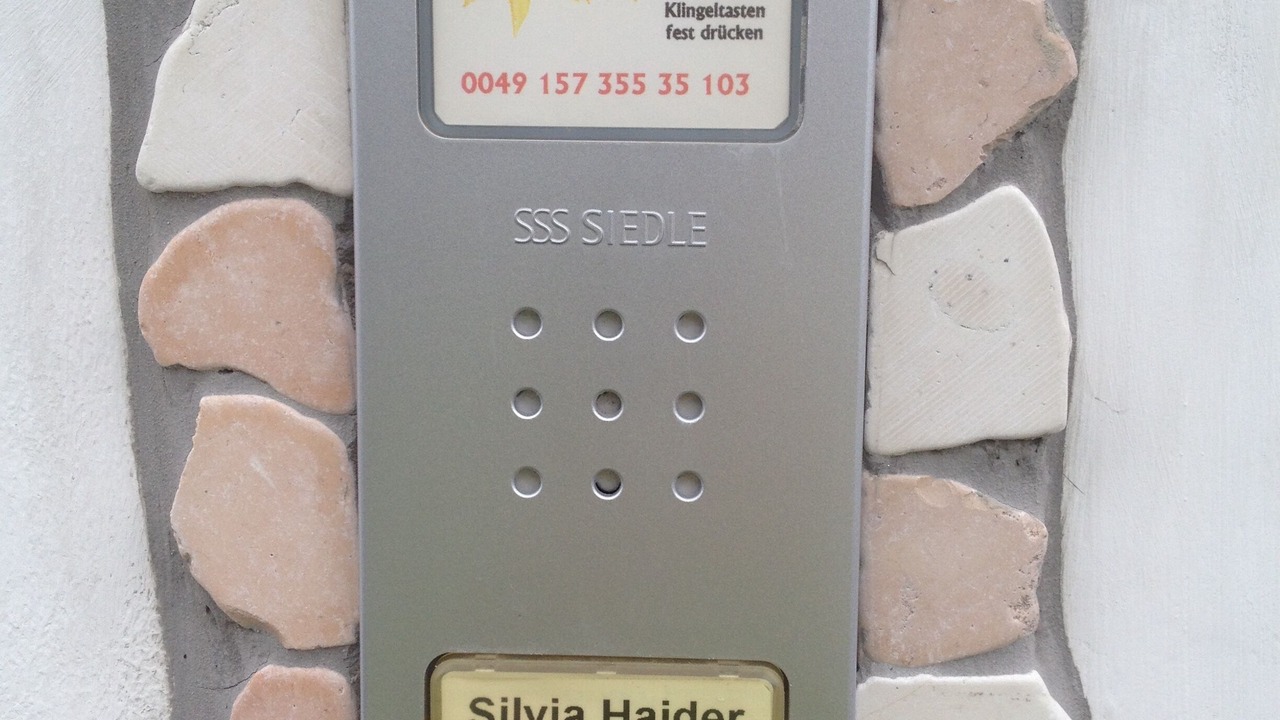 Klingeltasten
fest drücken
0049 157 355 35 103
SSS SIEDLE
Silvia Haider